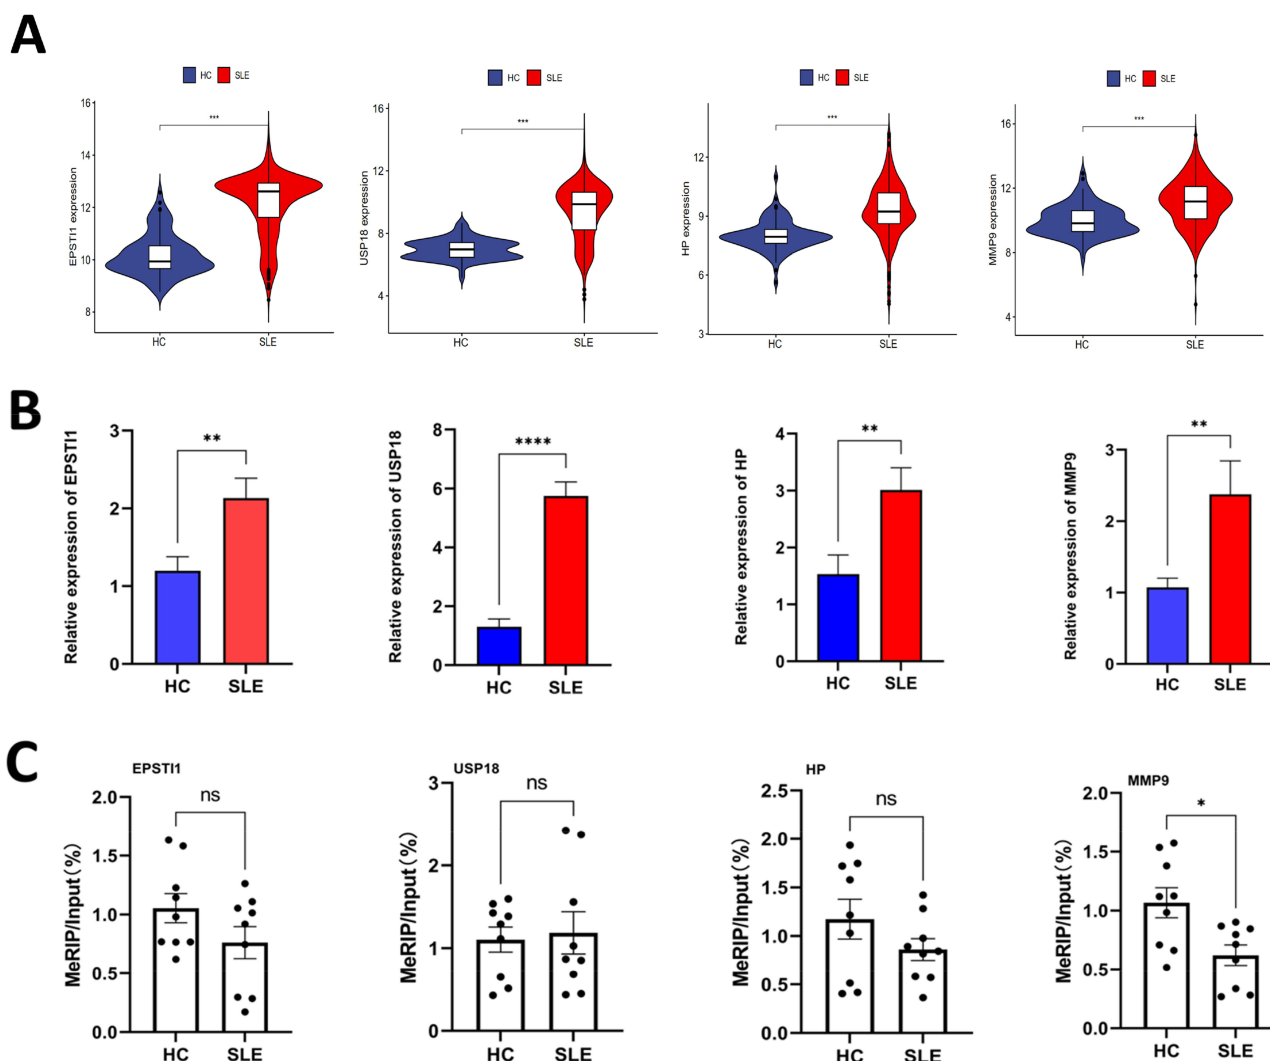 A
HC SLE
HC SLE
HC SLE
HC SLE
EPSTI1 expression
16
14
12
10
8
***
HC SLE
USP18 expression
16
12
8
4
***
HC SLE
HP expression
12
9
6
3
***
HC SLE
MMP9 expression
16
12
8
4
***
HC SLE
B
Relative expression of EPSTI1
3
2
1
0
**
HC SLE
Relative expression of USP18
8
6
4
2
0
****
HC SLE
Relative expression of HP
4
3
2
1
0
**
HC SLE
Relative expression of MMP9
3
2
1
0
**
HC SLE
C
EPSTI1
MeRIP/Input(%)
2.0
1.5
1.0
0.5
0.0
ns
HC SLE
USP18
MeRIP/Input(%)
3
2
1
0
ns
HC SLE
HP
MeRIP/Input(%)
2.5
2.0
1.5
1.0
0.5
0.0
ns
HC SLE
MMP9
MeRIP/Input(%)
2.0
1.5
1.0
0.5
0.0
*
HC SLE